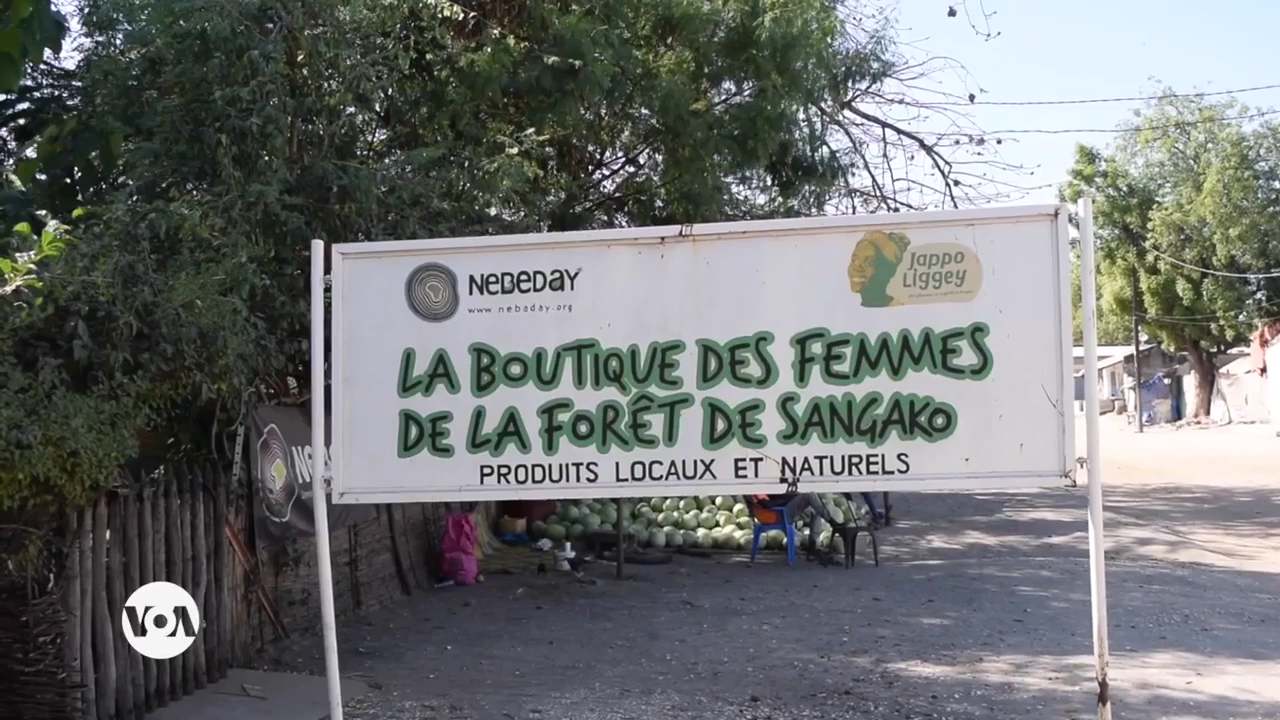 NEBEDAY
www.nebeday.org
Jappo
Liggey
LA BOUTIQUE DES FEMMES
DE LA FORÊT DE SANGAKO
PRODUITS LOCAUX ET NATURELS
VOA